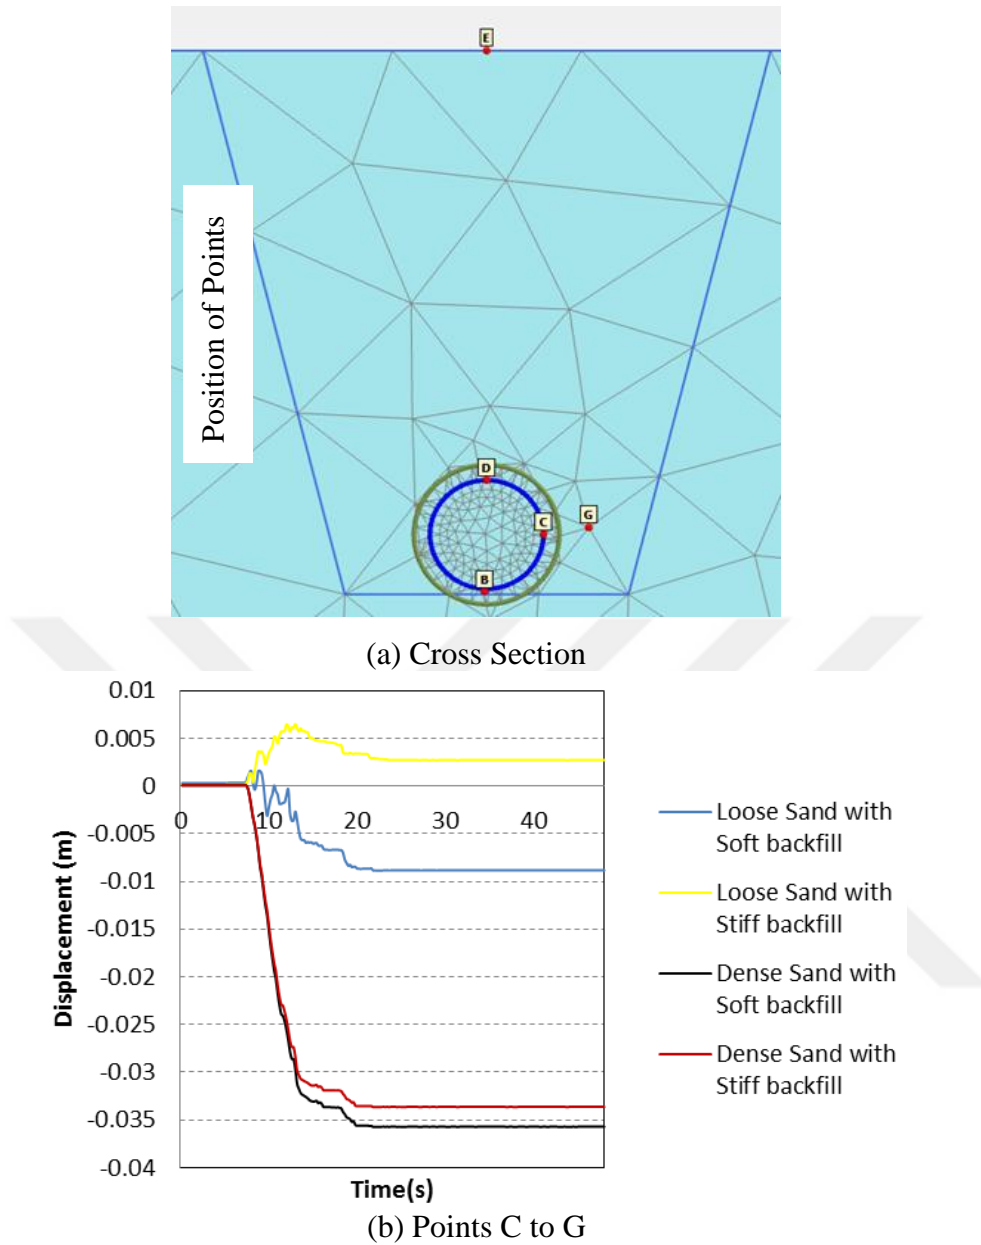 E
Position of Points
D
C
G
B
(a) Cross Section
0.01
0.005
0
-0.005
-0.01
-0.015
-0.02
-0.025
-0.03
-0.035
-0.04
0 10 20 30 40
Displacement (m)
Time(s)
Loose Sand with
Soft backfill
Loose Sand with
Stiff backfill
Dense Sand with
Soft backfill
Dense Sand with
Stiff backfill
(b) Points C to G